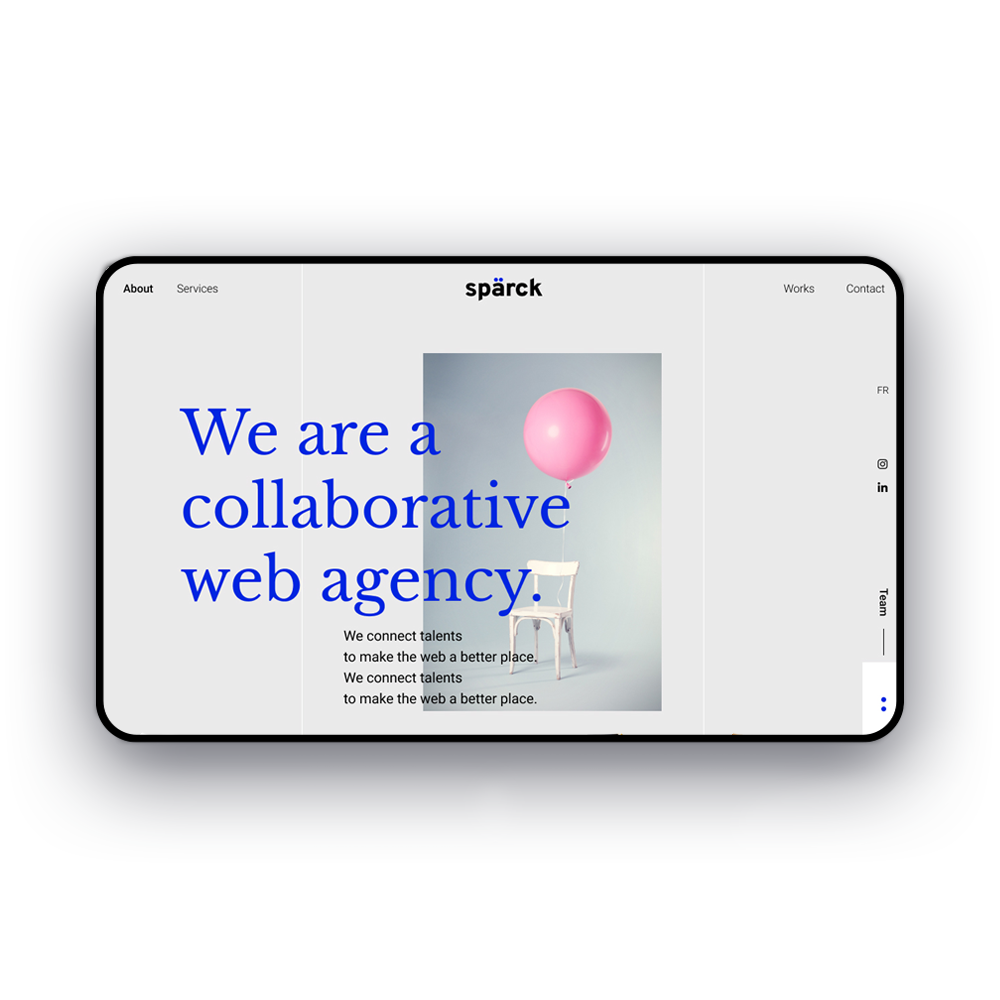 About
Services
spärck
Works
Contact
FR
We are a
collaborative
web agency.
We connect talents
to make the web a better place.
We connect talents
to make the web a better place.
Team